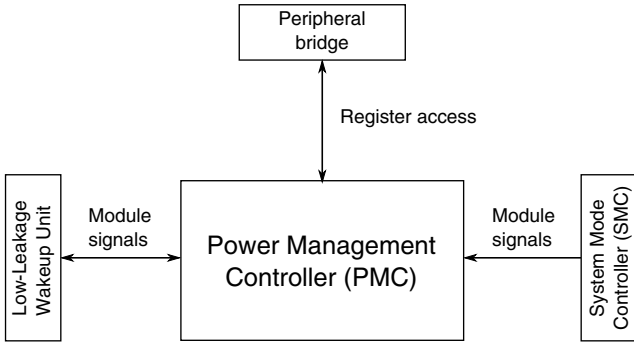 Peripheral
bridge
Register access
Low-Leakage
Wakeup Unit
Module
signals
Power Management
Controller (PMC)
Module
signals
System Mode
Controller (SMC)